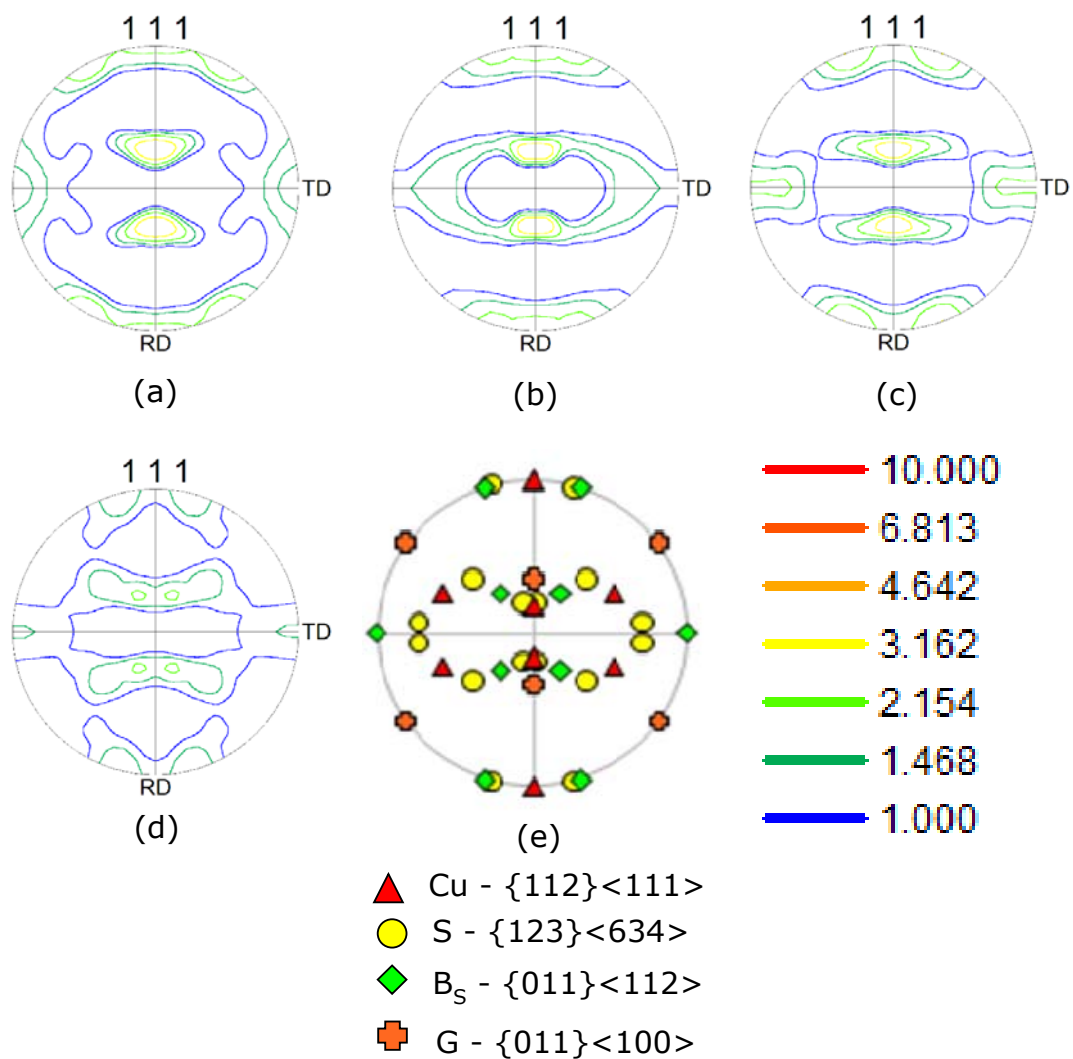 1 1 1
1 1 1
1 1 1
TD
TD
TD
RD
RD
RD
(a)
(b)
(c)
1 1 1
TD
RD
(d)
(e)
10.000
6.813
4.642
3.162
2.154
1.468
1.000
Cu - {112}<111>
S - {123}<634>
BS - {011}<112>
G - {011}<100>